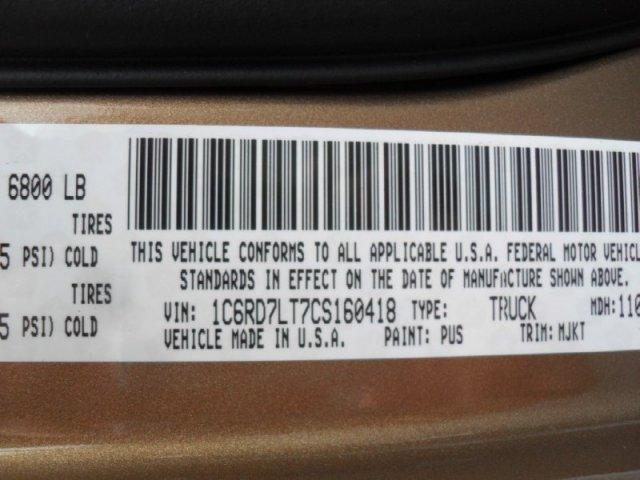 6800 LB
TIRES
5 PSI) COLD
TIRES
5 PSI) COLD
THIS VEHICLE CONFORMS TO ALL APPLICABLE U.S.A. FEDERAL MOTOR VEHICL
STANDARDS IN EFFECT ON THE DATE OF MANUFACTURE SHOWN ABOVE.
VIN: 1C6RD7LT7CS160418 TYPE: TRUCK MDH: 110
VEHICLE MADE IN U.S.A. PAINT: PUS TRIM: MJKT